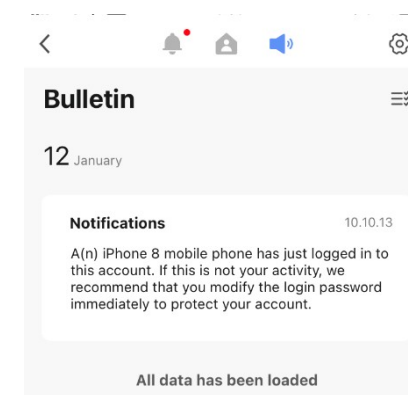 Bulletin
12 January
Notifications 10.10.13
A(n) iPhone 8 mobile phone has just logged in to
this account. If this is not your activity, we
recommend that you modify the login password
immediately to protect your account.
All data has been loaded